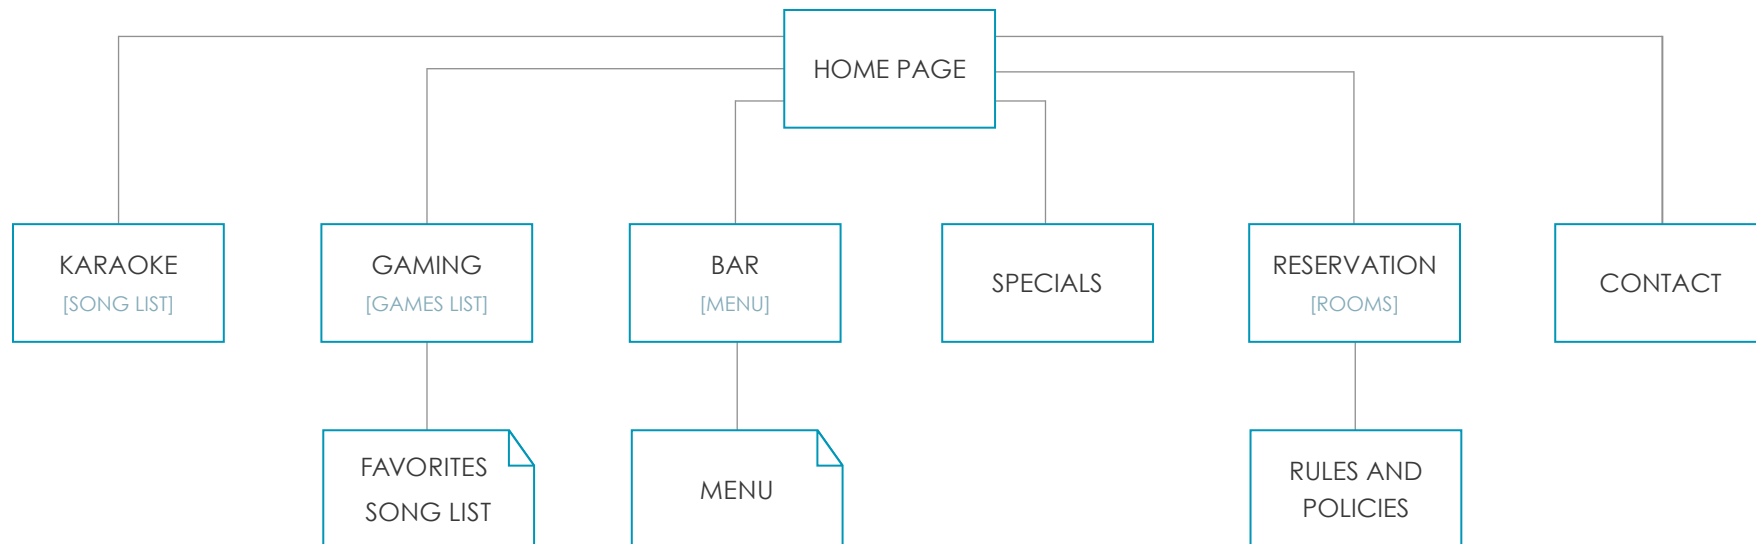 HOME PAGE
KARAOKE
[SONG LIST]
GAMING
[GAMES LIST]
BAR
[MENU]
SPECIALS
RESERVATION
[ROOMS]
CONTACT
FAVORITES
SONG LIST
MENU
RULES AND
POLICIES